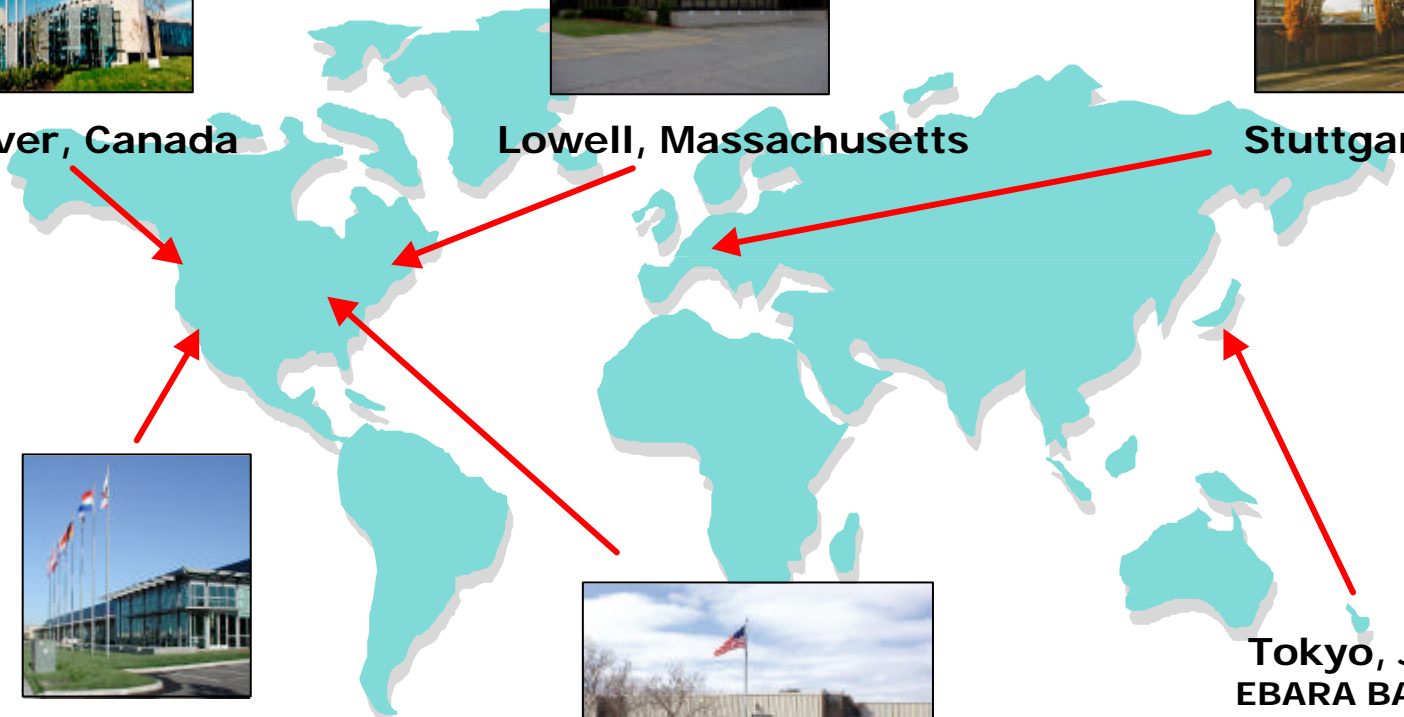 ver, Canada
Lowell, Massachusetts
Stuttgar
Tokyo, J
EBARA BA